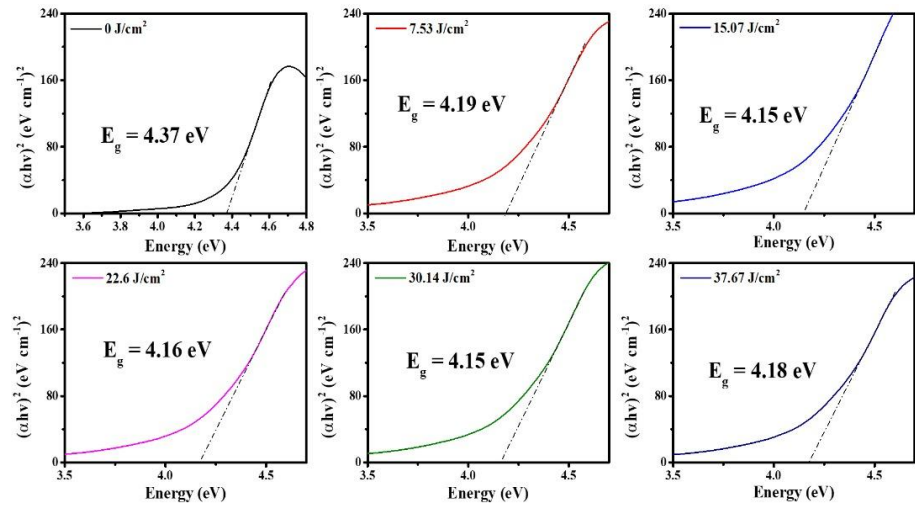 240
160
80
0
(αhν)² (eV cm⁻¹)²
0 J/cm²
E_g = 4.37 eV
3.6 3.8 4.0 4.2 4.4 4.6 4.8
Energy (eV)
240
160
80
0
(αhν)² (eV cm⁻¹)²
7.53 J/cm²
E_g = 4.19 eV
3.5 4.0 4.5
Energy (eV)
240
160
80
0
(αhν)² (eV cm⁻¹)²
15.07 J/cm²
E_g = 4.15 eV
3.5 4.0 4.5
Energy (eV)
240
160
80
0
(αhν)² (eV cm⁻¹)²
22.6 J/cm²
E_g = 4.16 eV
3.5 4.0 4.5
Energy (eV)
240
160
80
0
(αhν)² (eV cm⁻¹)²
30.14 J/cm²
E_g = 4.15 eV
3.5 4.0 4.5
Energy (eV)
240
160
80
0
(αhν)² (eV cm⁻¹)²
37.67 J/cm²
E_g = 4.18 eV
3.5 4.0 4.5
Energy (eV)